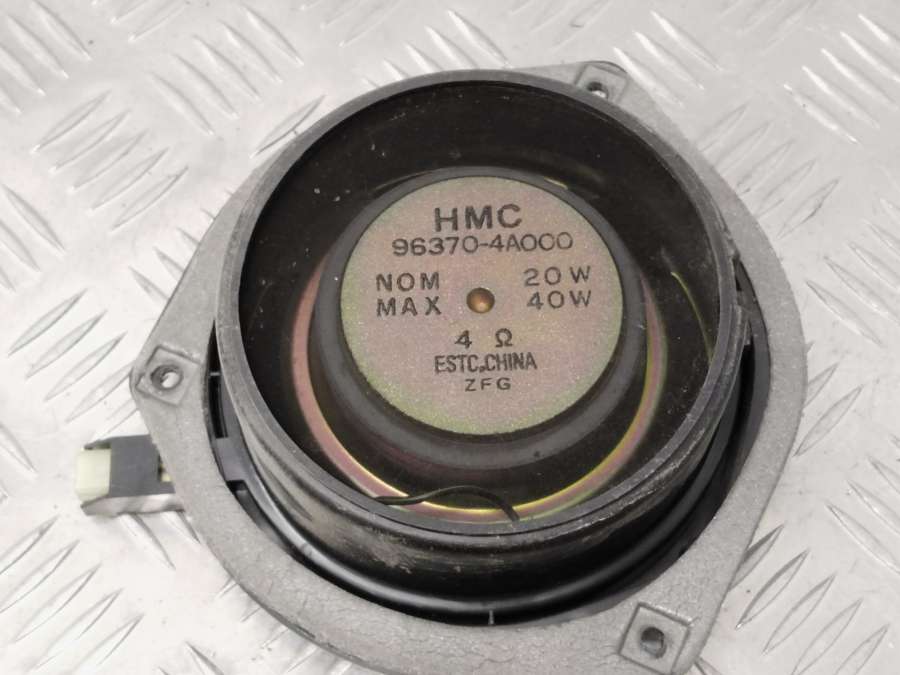 HMC
96370-4A000
NOM 20W
MAX 40W
4 Ω
ESTC.CHINA
ZFG